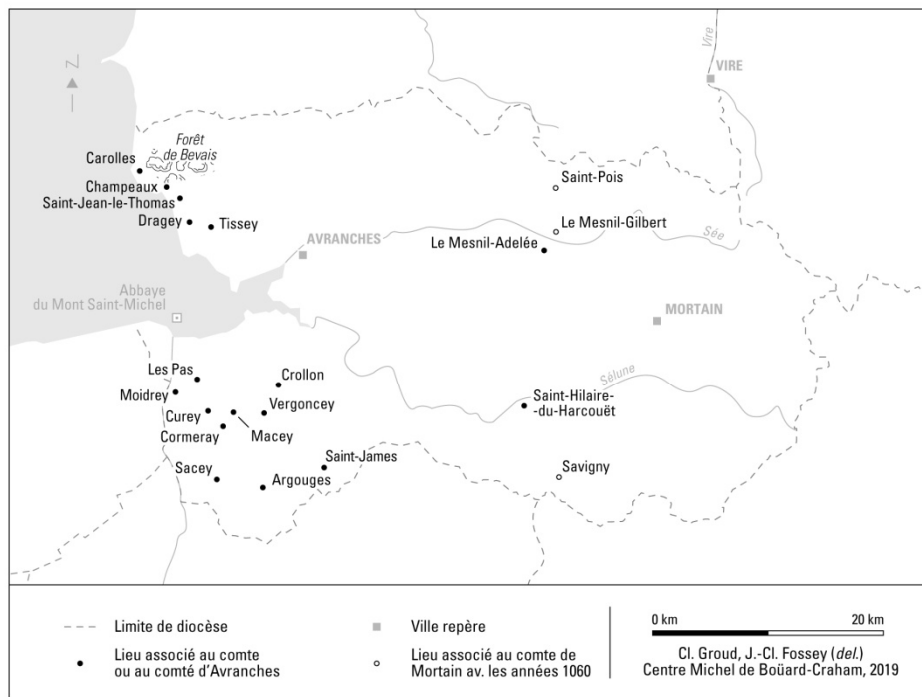 Z
Vire
VIRE
Forêt
de Bevais
Carolles
Champeaux
Saint-Jean-le-Thomas
Dragey
Tissey
Saint-Pois
Le Mesnil-Gilbert
Le Mesnil-Adelée
Sée
AVRANCHES
Abbaye
du Mont Saint-Michel
MORTAIN
Les Pas
Crollon
Moidrey
Vergoncey
Curey
Macey
Cormeray
Sélune
Saint-Hilaire-
-du-Harcouët
Saint-James
Sacey
Argouges
Savigny
Limite de diocèse
Ville repère
Lieu associé au comte
ou au comté d'Avranches
Lieu associé au comte de
Mortain av. les années 1060
0 km 20 km
Cl. Groud, J.-Cl. Fossey (del.)
Centre Michel de Boüard-Craham, 2019